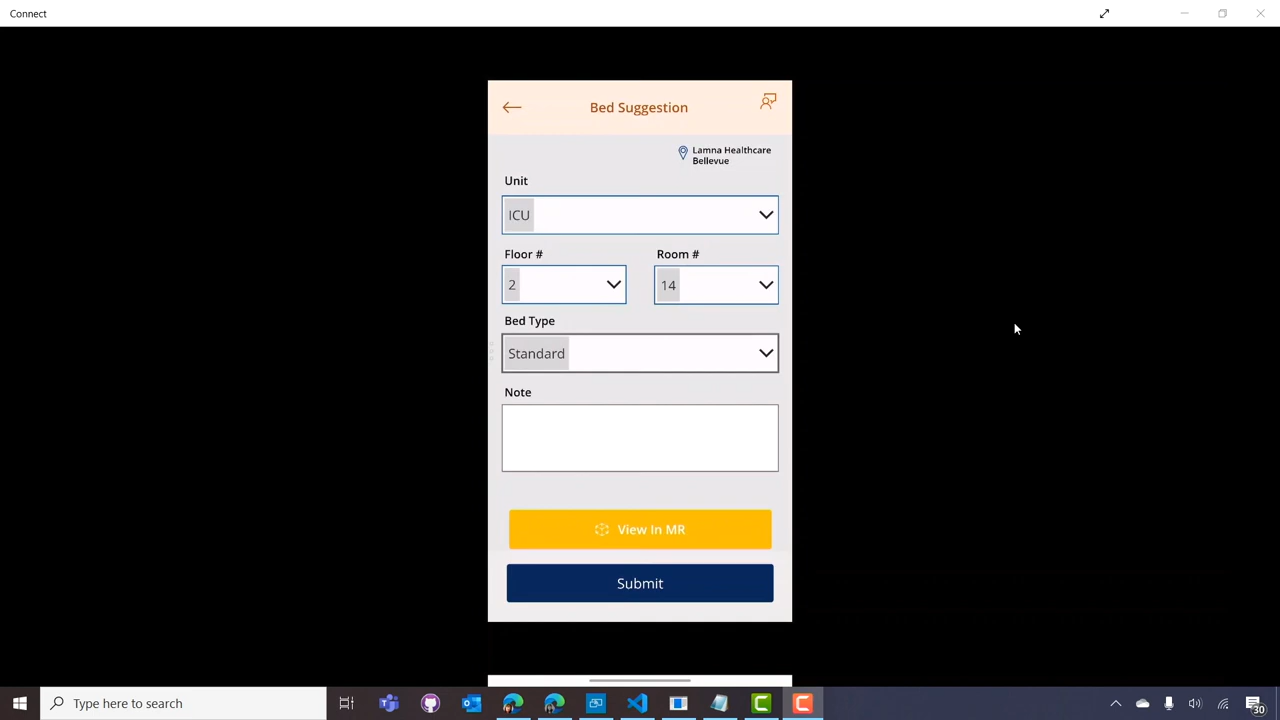 Connect
Bed Suggestion
Lamna Healthcare
Bellevue
Unit
ICU
Floor #
Room #
2
14
Bed Type
Standard
Note
View In MR
Submit
Type here to search
30